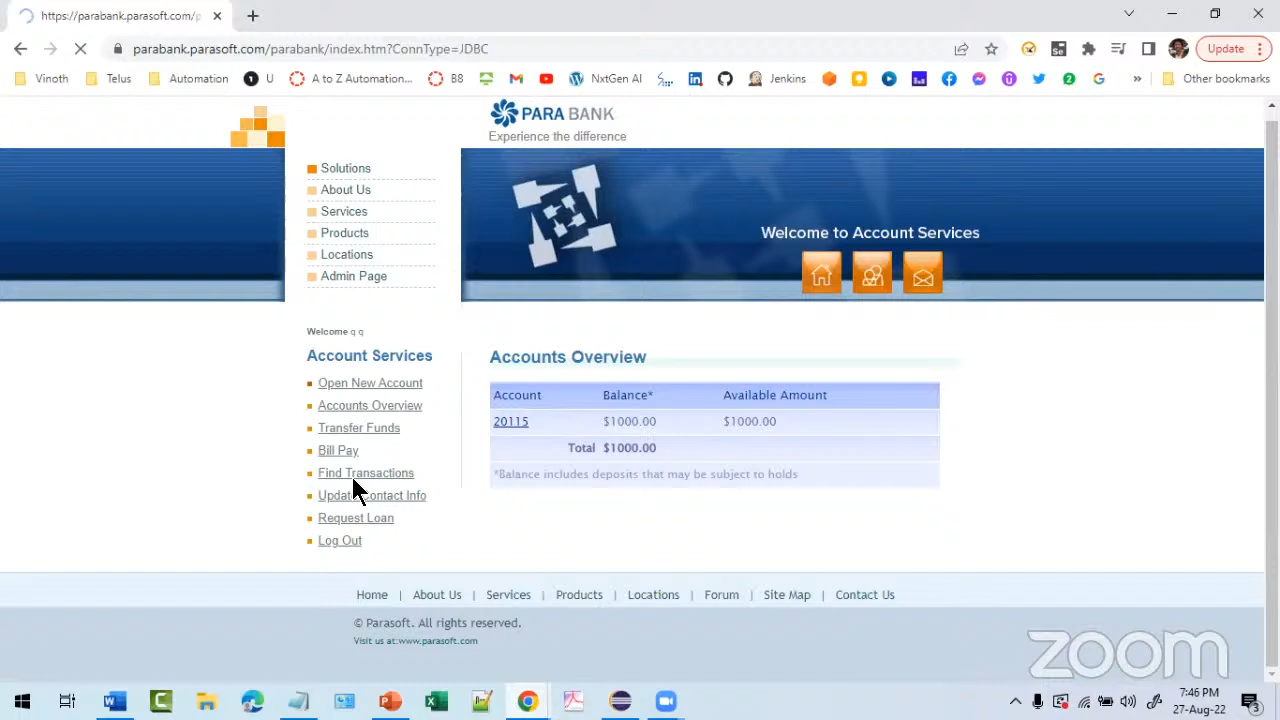 https://parabank.parasoft.com/p
parabank.parasoft.com/parabank/index.htm?ConnType=JDBC
Update
Vinoth
Telus
Automation
U
A to Z Automation...
B8
NxtGen AI
Jenkins
Other bookmarks
PARA BANK
Experience the difference
Solutions
About Us
Services
Products
Locations
Admin Page
Welcome to Account Services
Welcome q q
Account Services
Open New Account
Accounts Overview
Transfer Funds
Bill Pay
Find Transactions
Update Contact Info
Request Loan
Log Out
Accounts Overview
Account Balance* Available Amount
20115 $1000.00 $1000.00
Total $1000.00
*Balance includes deposits that may be subject to holds
Home | About Us | Services | Products | Locations | Forum | Site Map | Contact Us
© Parasoft. All rights reserved.
Visit us at:www.parasoft.com
zoom
7:46 PM
27-Aug-22
3